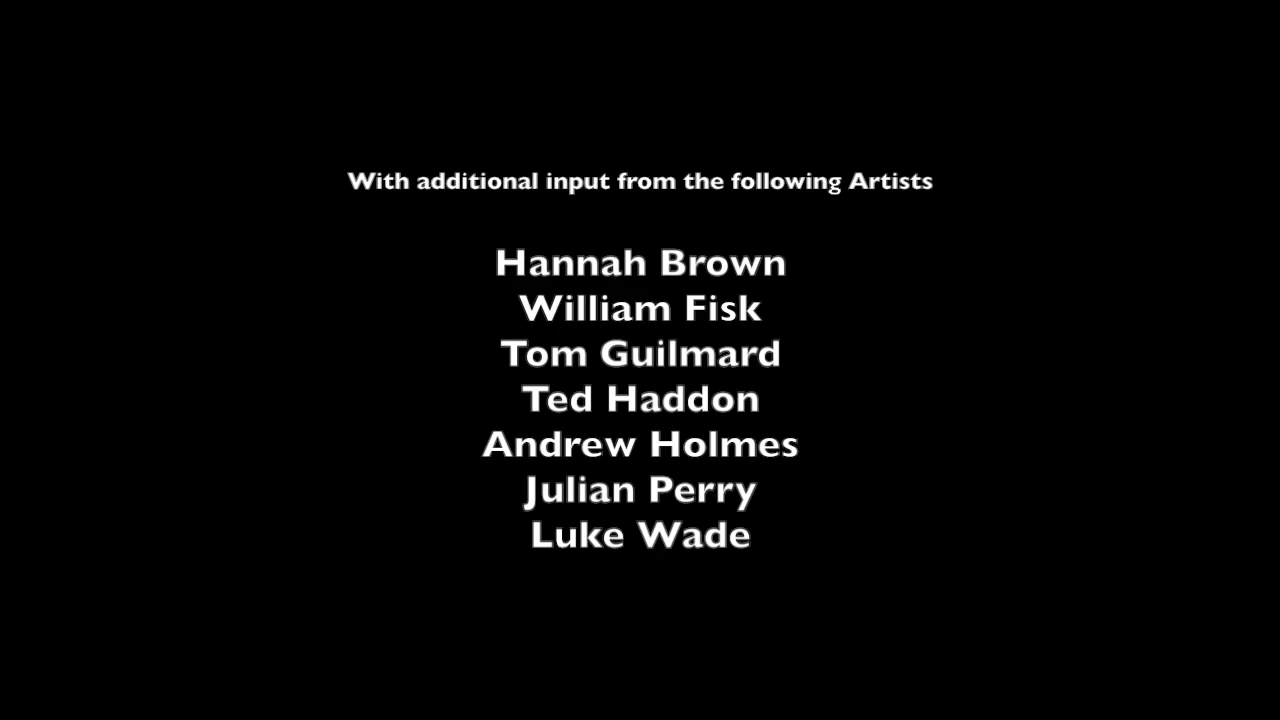 With additional input from the following Artists
Hannah Brown
William Fisk
Tom Guilmard
Ted Haddon
Andrew Holmes
Julian Perry
Luke Wade